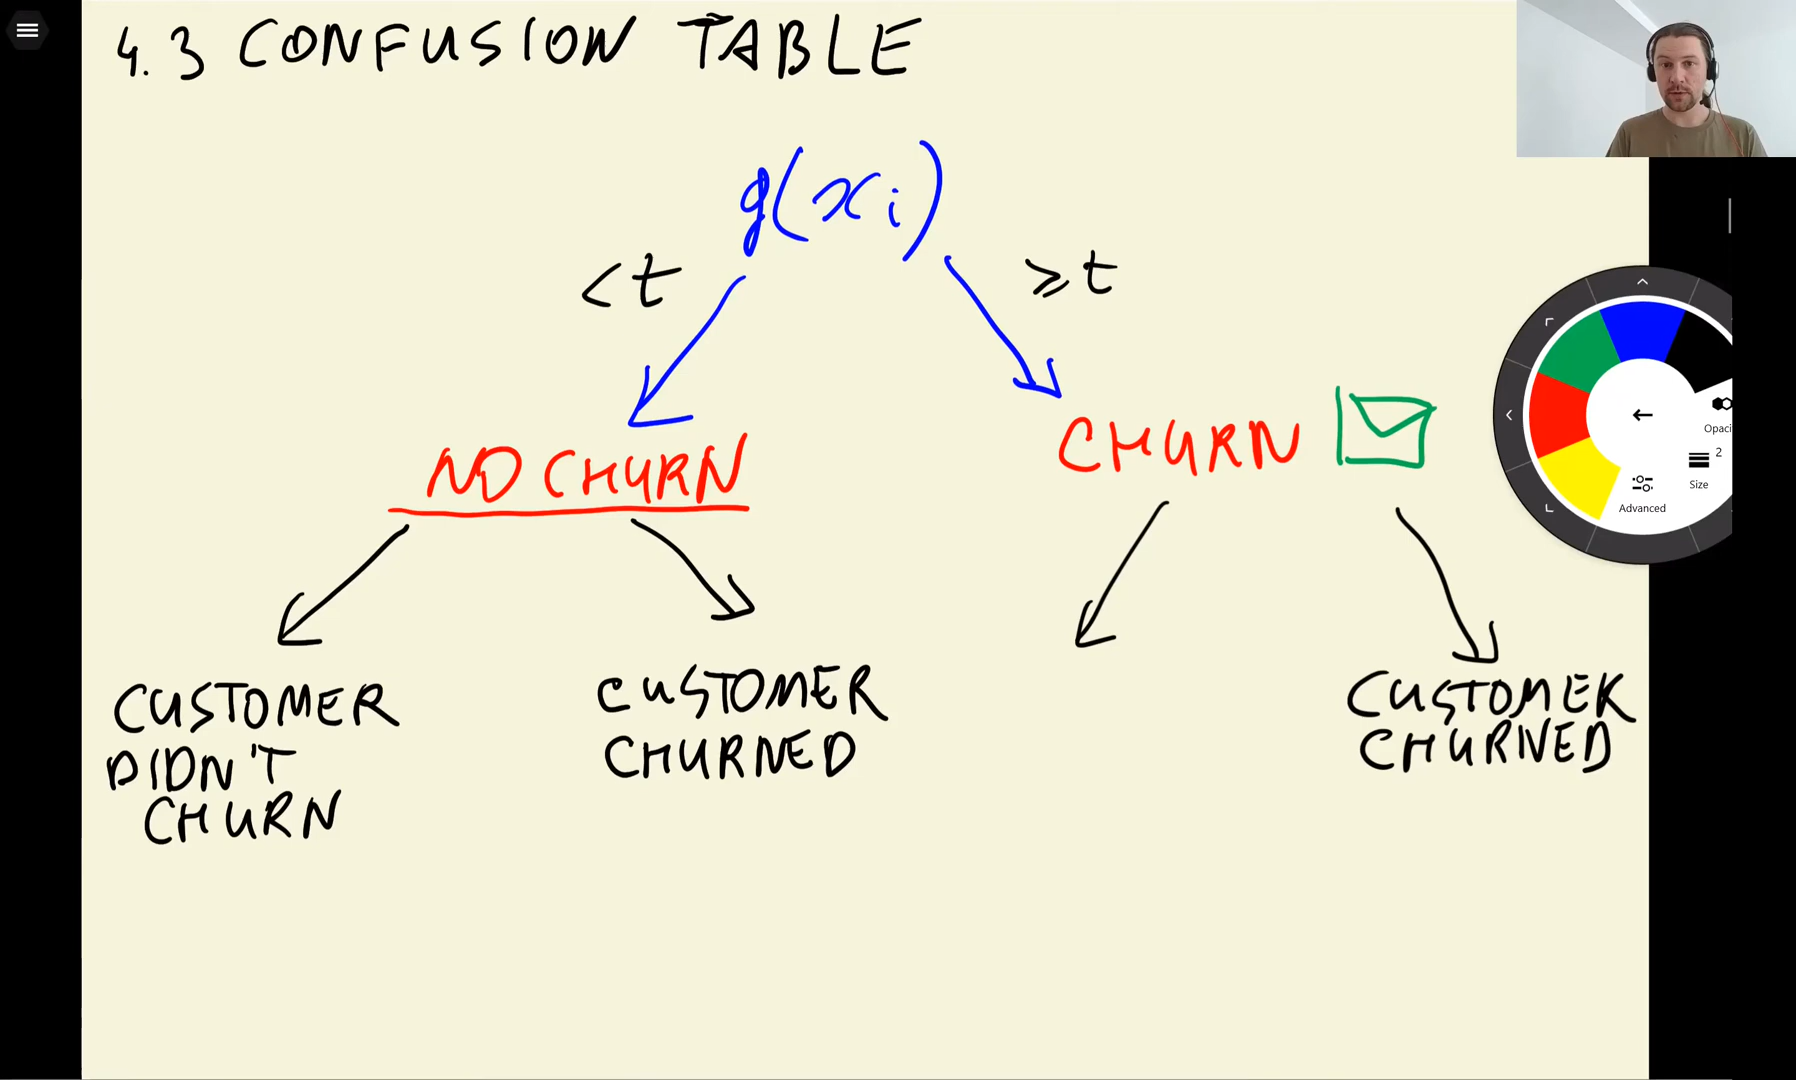 4.3 CONFUSION TABLE
g(xi)
< t
≥ t
NO CHURN
CHURN
CUSTOMER
DIDN'T
CHURN
CUSTOMER
CHURNED
CUSTOMER
CHURNED
Opaci
2
Size
Advanced